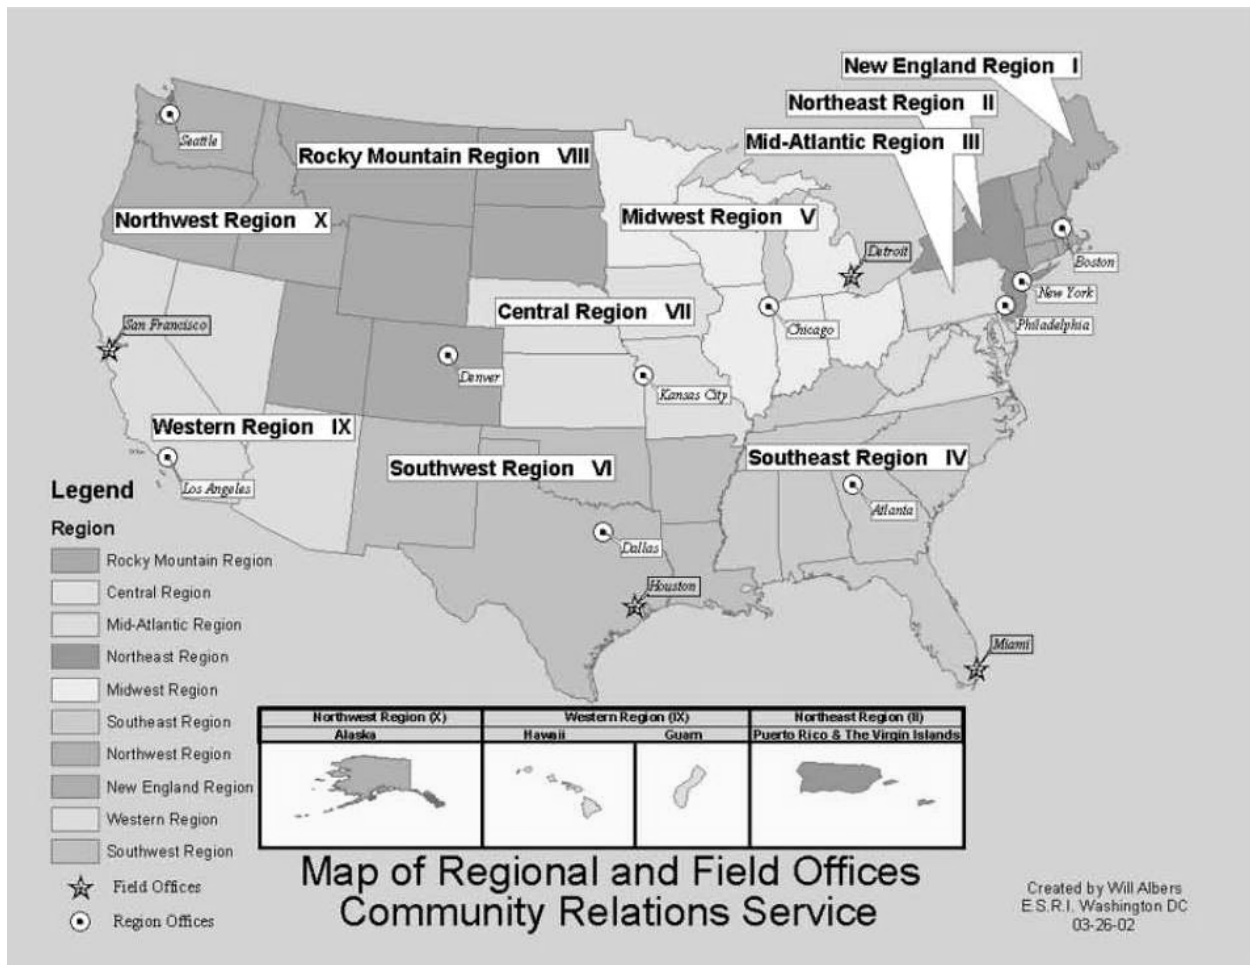 New England Region I
Northeast Region II
Mid-Atlantic Region III
Seattle
Rocky Mountain Region VIII
Northwest Region X
Midwest Region V
Detroit
Boston
New York
Central Region VII
San Francisco
Chicago
Philadelphia
Denver
Kansas City
Western Region IX
Southwest Region VI
Southeast Region IV
Los Angeles
Atlanta
Dallas
Houston
Miami
Legend
Region
Rocky Mountain Region
Central Region
Mid-Atlantic Region
Northeast Region
Midwest Region
Southeast Region
Northwest Region
New England Region
Western Region
Southwest Region
Field Offices
Region Offices
Northwest Region (X) Western Region (IX) Northeast Region (II)
Alaska Hawaii Guam Puerto Rico & The Virgin Islands
Map of Regional and Field Offices
Community Relations Service
Created by Will Albers
E.S.R.I. Washington DC
03-26-02